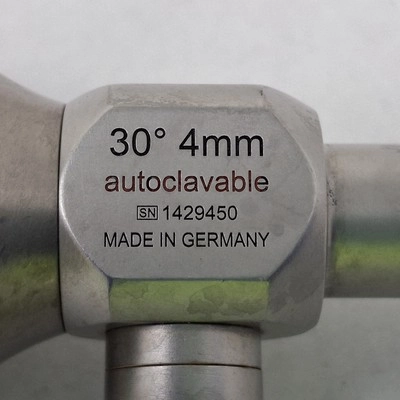 30° 4mm
autoclavable
SN 1429450
MADE IN GERMANY